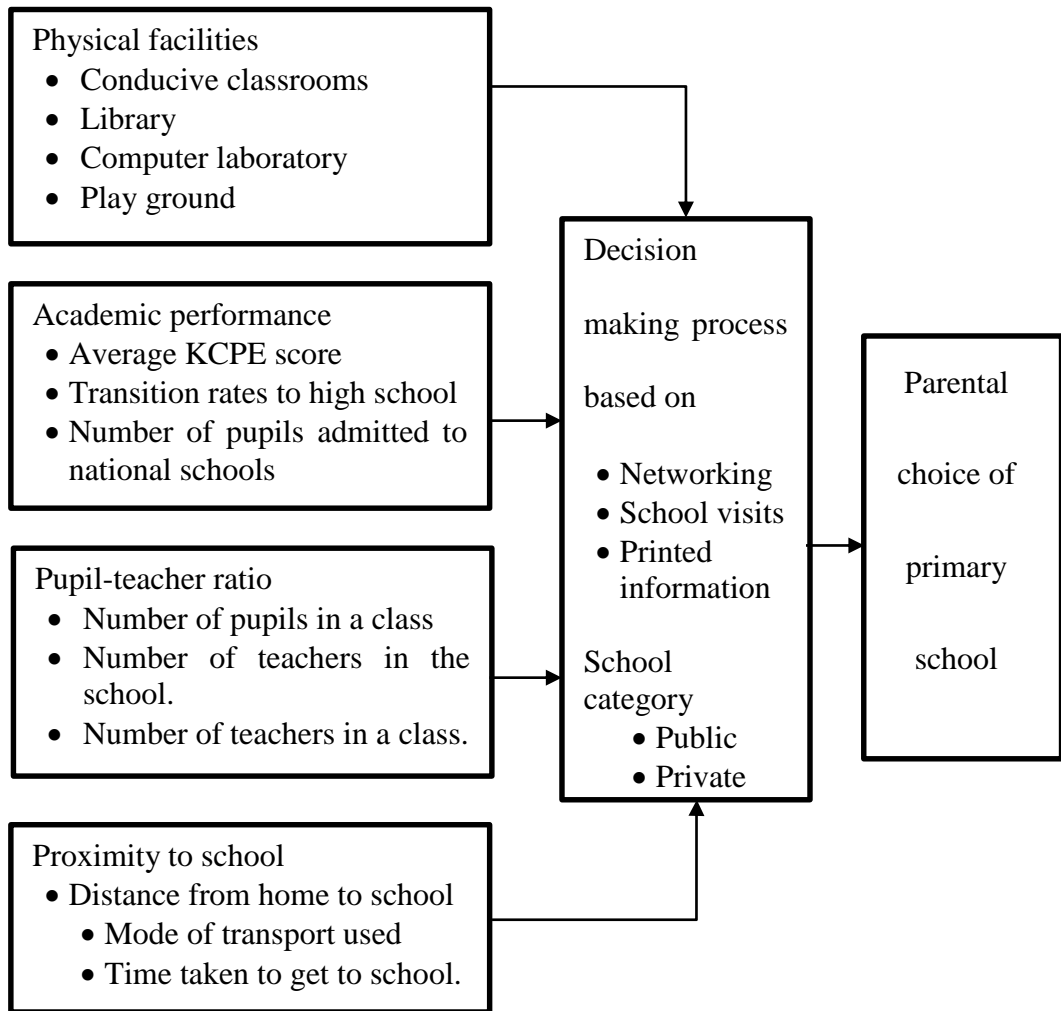 Physical facilities
• Conducive classrooms
• Library
• Computer laboratory
• Play ground
Academic performance
• Average KCPE score
• Transition rates to high school
• Number of pupils admitted to
national schools
Pupil-teacher ratio
• Number of pupils in a class
• Number of teachers in the
school.
• Number of teachers in a class.
Proximity to school
• Distance from home to school
• Mode of transport used
• Time taken to get to school.
Decision
making process
based on
• Networking
• School visits
• Printed
information
School
category
• Public
• Private
Parental
choice of
primary
school